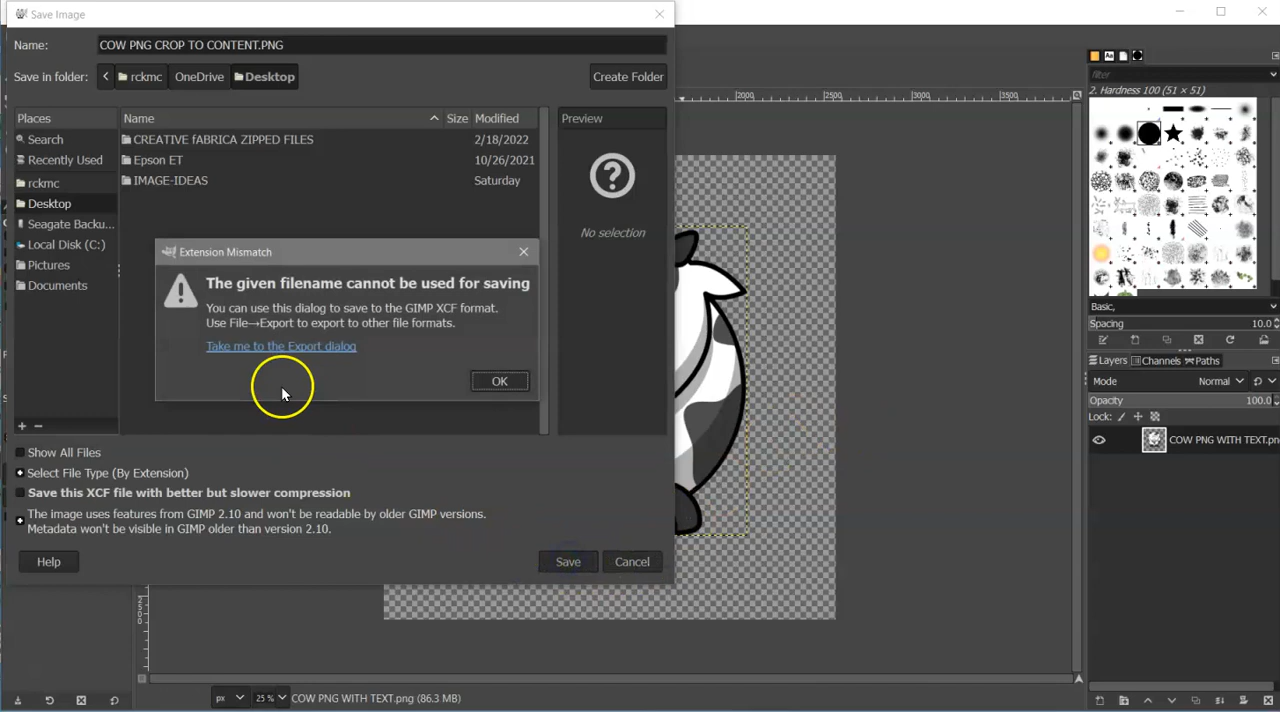 Save Image
Name: COW PNG CROP TO CONTENT.PNG
Save in folder: rckmc OneDrive Desktop Create Folder
Places
Search
Recently Used
rckmc
Desktop
Seagate Backu...
Local Disk (C:)
Pictures
Documents
Name Size Modified
CREATIVE fABRICA ZIPPED FILES 2/18/2022
Epson ET 10/26/2021
IMAGE-IDEAS Saturday
Preview
No selection
Extension Mismatch
The given filename cannot be used for saving
You can use this dialog to save to the GIMP XCF format.
Use File→Export to export to other file formats.
Take me to the Export dialog
OK
Show All Files
Select File Type (By Extension)
Save this XCF file with better but slower compression
The image uses features from GIMP 2.10 and won't be readable by older GIMP versions.
Metadata won't be visible in GIMP older than version 2.10.
Help Save Cancel
2000 2500 3000 3500
filter
2. Hardness 100 (51 × 51)
Basic,
Spacing 10.0
Layers Channels Paths
Mode Normal
Opacity 100.0
Lock:
COW PNG WITH TEXT.pn
px 25 % COW PNG WITH TEXT.png (86.3 MB)